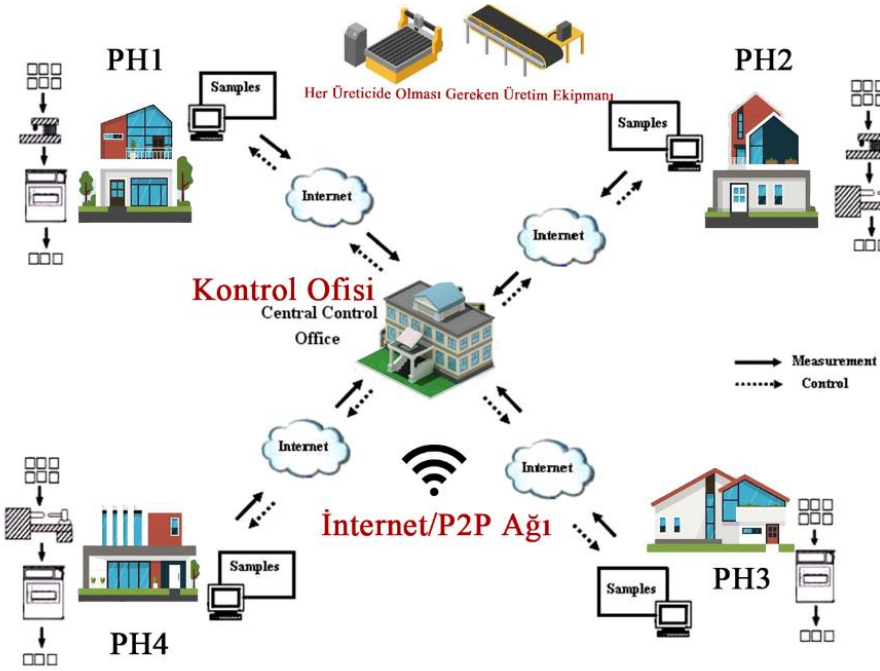 PH1
Samples
Her Üreticide Olması Gereken Üretim Ekipmanı
PH2
Samples
Internet
Internet
Kontrol Ofisi
Central Control
Office
Measurement
Control
Internet
Internet
İnternet/P2P Ağı
Samples
PH4
Samples
PH3